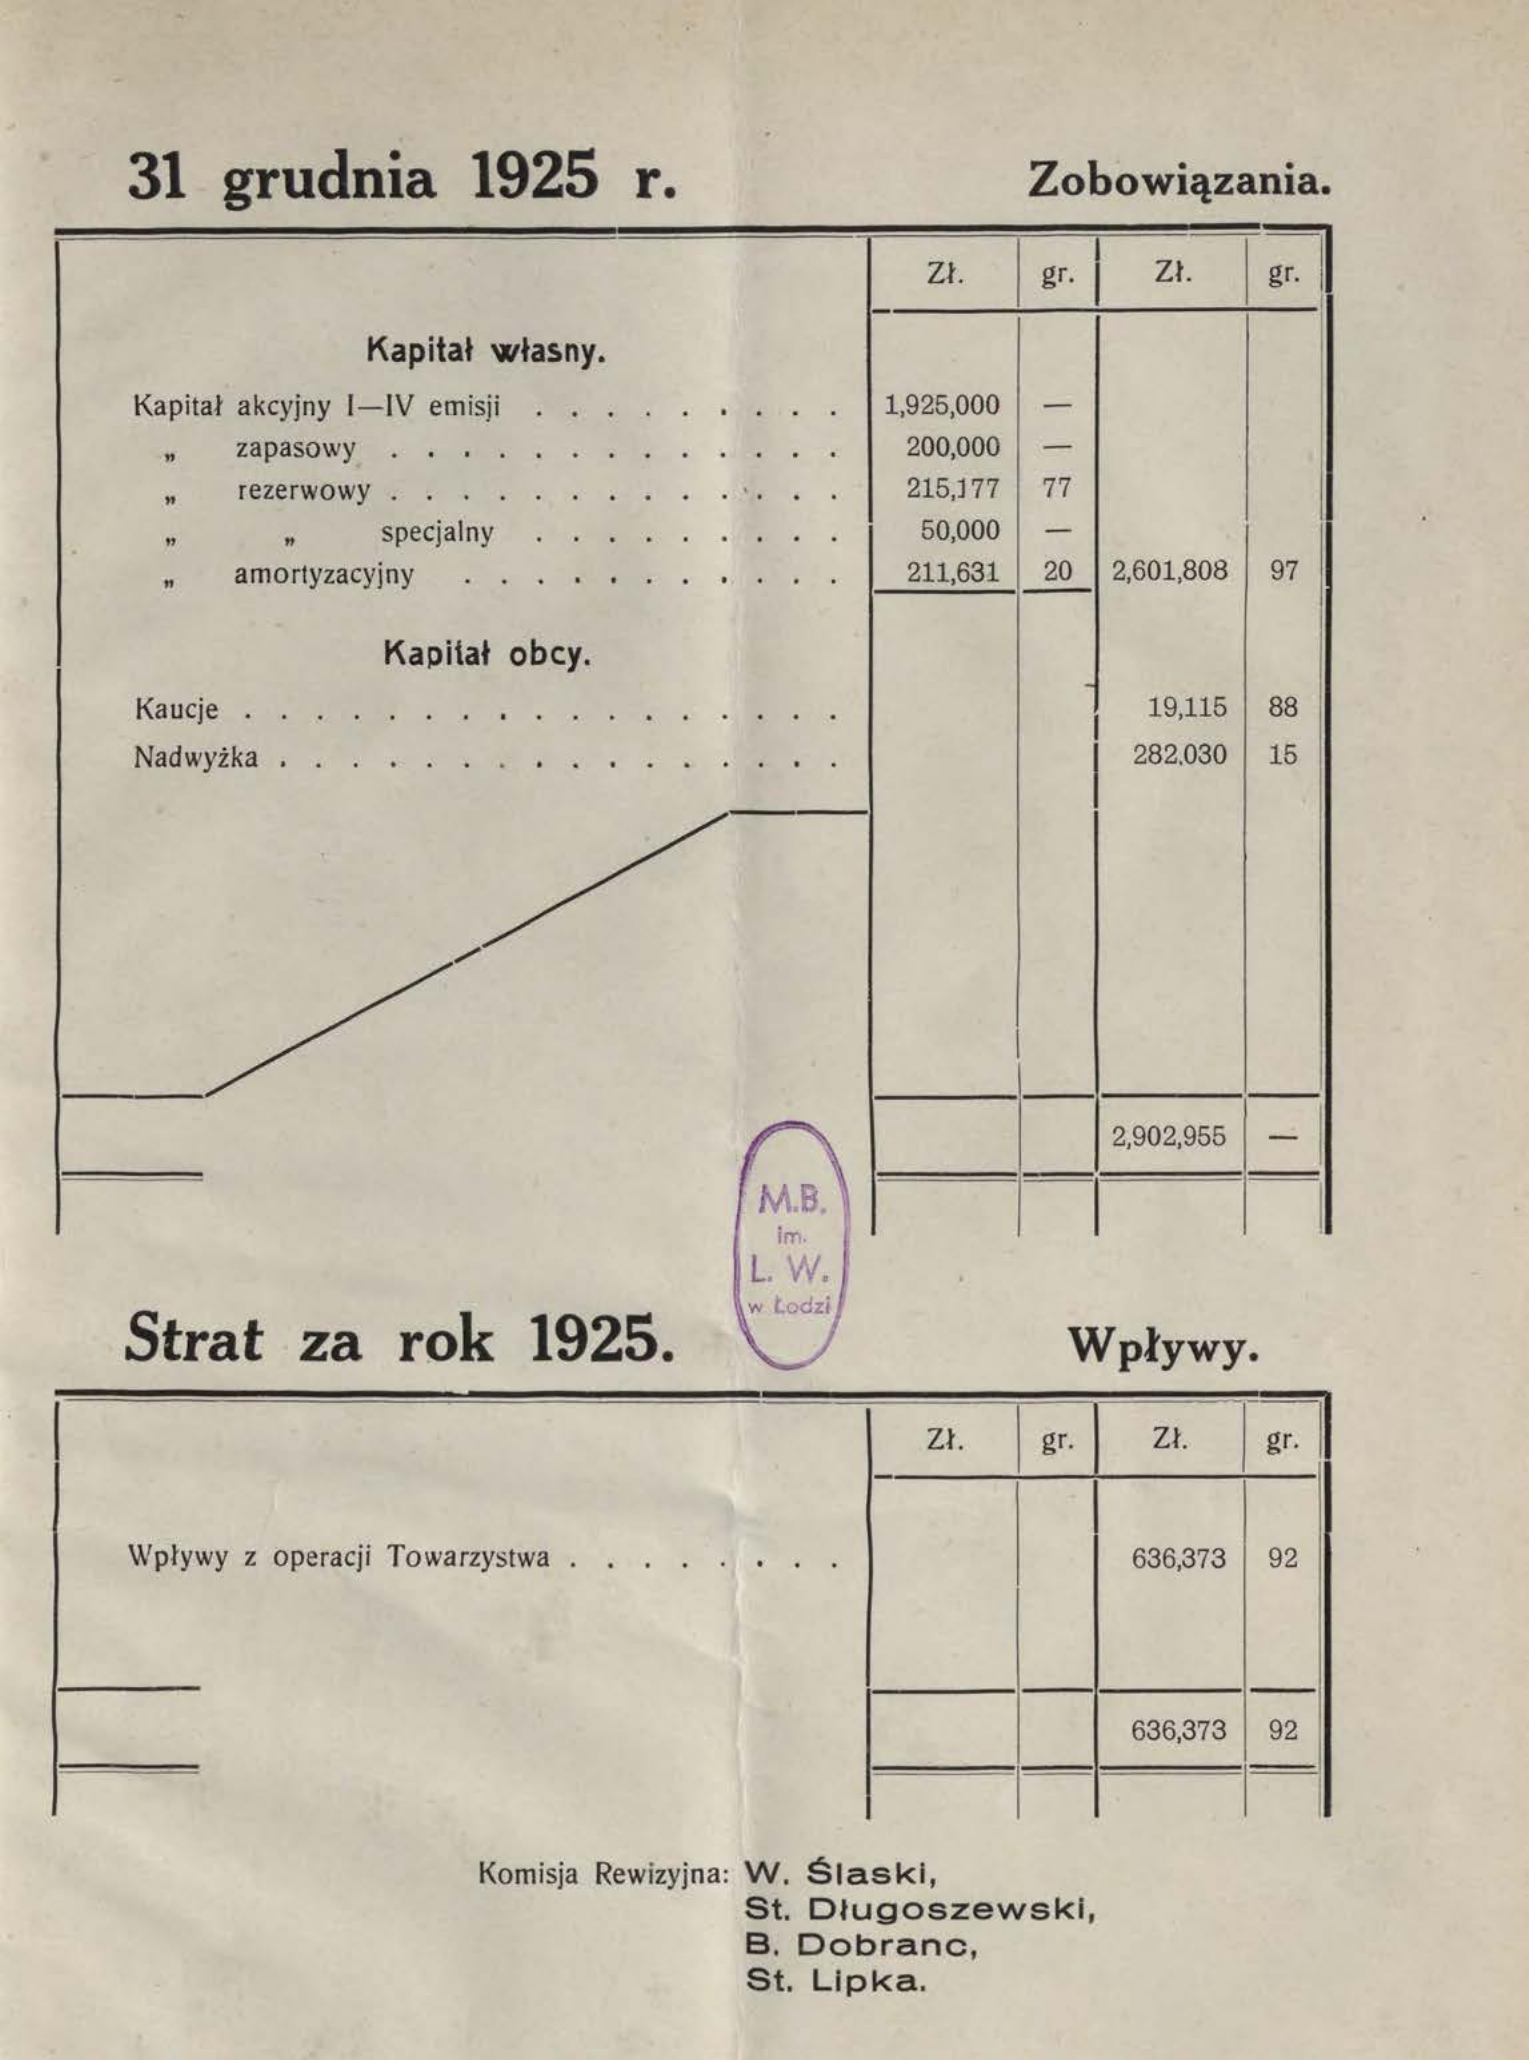 31 grudnia 1925 r. Zobowiązania.
Zł. gr. Zł. gr.
Kapitał własny.
Kapitał akcyjny I—IV emisji . . . . . . . . . 1,925,000 —
„ zapasowy . . . . . . . . . . . . . 200,000 —
„ rezerwowy . . . . . . . . . . . . . 215,177 77
„ „ specjalny . . . . . . . . . 50,000 —
„ amortyzacyjny . . . . . . . . . . . 211,631 20 2,601,808 97
Kapitał obcy.
Kaucje . . . . . . . . . . . . . . . . . 19,115 88
Nadwyżka . . . . . . . . . . . . . . . . 282.030 15
2,902,955 —
M.B.
im.
L. W.
w Łodzi
Strat za rok 1925. Wpływy.
Zł. gr. Zł. gr.
Wpływy z operacji Towarzystwa . . . . . . . . 636,373 92
636,373 92
Komisja Rewizyjna: W. Ślaski,
St. Długoszewski,
B. Dobranc,
St. Lipka.